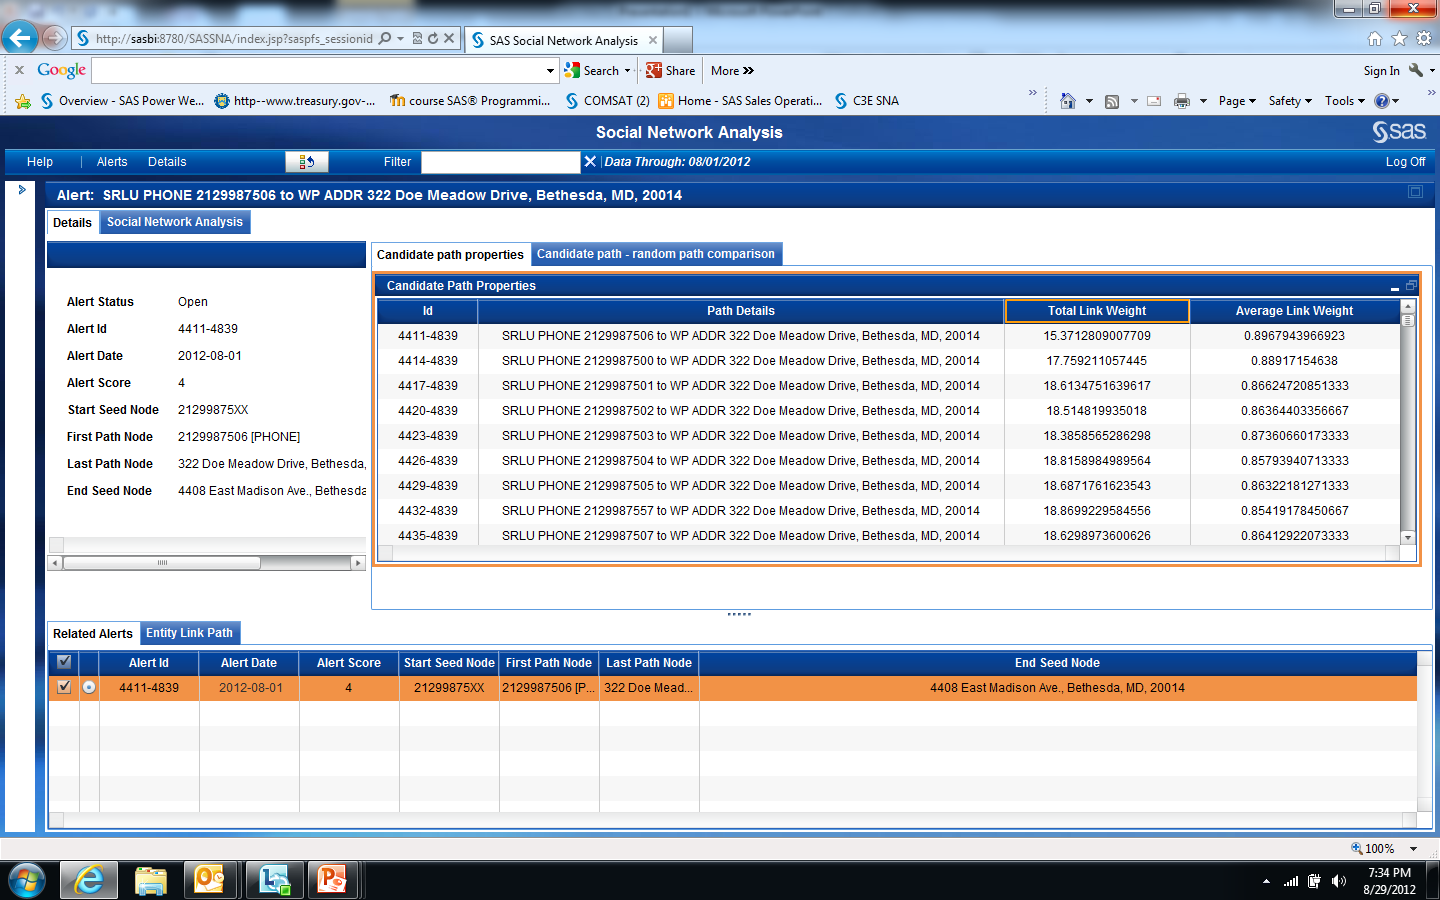 http://sasbi:8780/SASSNA/index.jsp?saspfs_sessionid
SAS Social Network Analysis
x Google Search Share More »
Sign In
Overview - SAS Power We...
http--www.treasury.gov-...
course SAS® Programmi...
COMSAT (2)
Home - SAS Sales Operati...
C3E SNA
Page Safety Tools
Social Network Analysis
sas
Help Alerts Details Filter Data Through: 08/01/2012 Log Off
Alert: SRLU PHONE 2129987506 to WP ADDR 322 Doe Meadow Drive, Bethesda, MD, 20014
Details Social Network Analysis
Alert Status Open
Alert Id 4411-4839
Alert Date 2012-08-01
Alert Score 4
Start Seed Node 21299875XX
First Path Node 2129987506 [PHONE]
Last Path Node 322 Doe Meadow Drive, Bethesda,
End Seed Node 4408 East Madison Ave., Bethesda
Candidate path properties Candidate path - random path comparison
Candidate Path Properties
Id Path Details Total Link Weight Average Link Weight
4411-4839 SRLU PHONE 2129987506 to WP ADDR 322 Doe Meadow Drive, Bethesda, MD, 20014 15.3712809007709 0.8967943966923
4414-4839 SRLU PHONE 2129987500 to WP ADDR 322 Doe Meadow Drive, Bethesda, MD, 20014 17.759211057445 0.88917154638
4417-4839 SRLU PHONE 2129987501 to WP ADDR 322 Doe Meadow Drive, Bethesda, MD, 20014 18.6134751639617 0.86624720851333
4420-4839 SRLU PHONE 2129987502 to WP ADDR 322 Doe Meadow Drive, Bethesda, MD, 20014 18.514819935018 0.86364403356667
4423-4839 SRLU PHONE 2129987503 to WP ADDR 322 Doe Meadow Drive, Bethesda, MD, 20014 18.3858565286298 0.87360660173333
4426-4839 SRLU PHONE 2129987504 to WP ADDR 322 Doe Meadow Drive, Bethesda, MD, 20014 18.8158984989564 0.85793940713333
4429-4839 SRLU PHONE 2129987505 to WP ADDR 322 Doe Meadow Drive, Bethesda, MD, 20014 18.6871761623543 0.86322181271333
4432-4839 SRLU PHONE 2129987557 to WP ADDR 322 Doe Meadow Drive, Bethesda, MD, 20014 18.8699229584556 0.85419178450667
4435-4839 SRLU PHONE 2129987507 to WP ADDR 322 Doe Meadow Drive, Bethesda, MD, 20014 18.6298973600626 0.86412922073333
Related Alerts Entity Link Path
Alert Id Alert Date Alert Score Start Seed Node First Path Node Last Path Node End Seed Node
4411-4839 2012-08-01 4 21299875XX 2129987506 [P... 322 Doe Mead... 4408 East Madison Ave., Bethesda, MD, 20014
100%
7:34 PM
8/29/2012